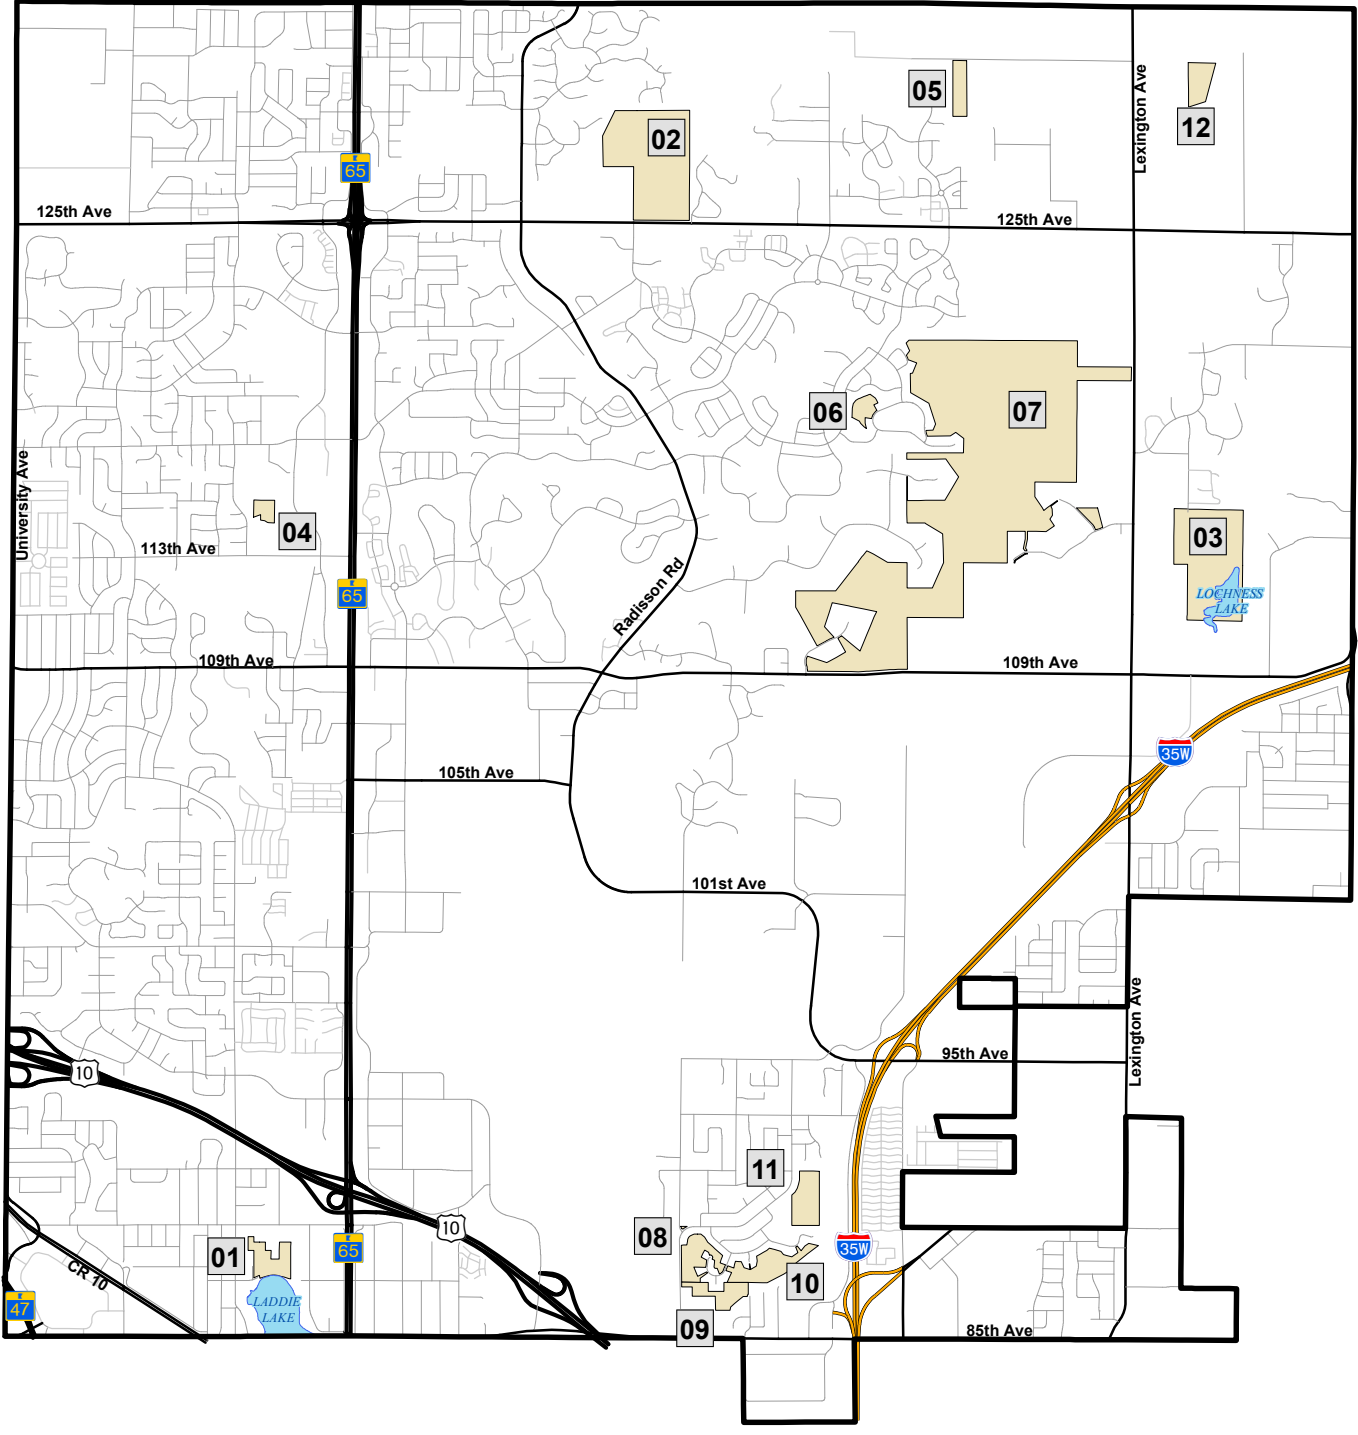 Lexington Ave
05
02
12
65
125th Ave
125th Ave
06
07
University Ave
04
113th Ave
03
65
LOCHNESS
LAKE
Radisson Rd
109th Ave
109th Ave
35W
105th Ave
101st Ave
Lexington Ave
95th Ave
10
11
10
08
01
65
35W
CR 10
10
47
LADDIE
LAKE
09
85th Ave